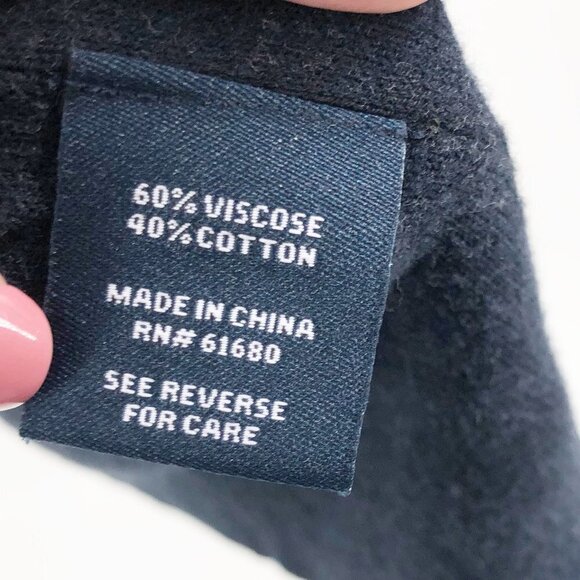 60% VISCOSE
40% COTTON
MADE IN CHINA
RN# 61680
SEE REVERSE
FOR CARE